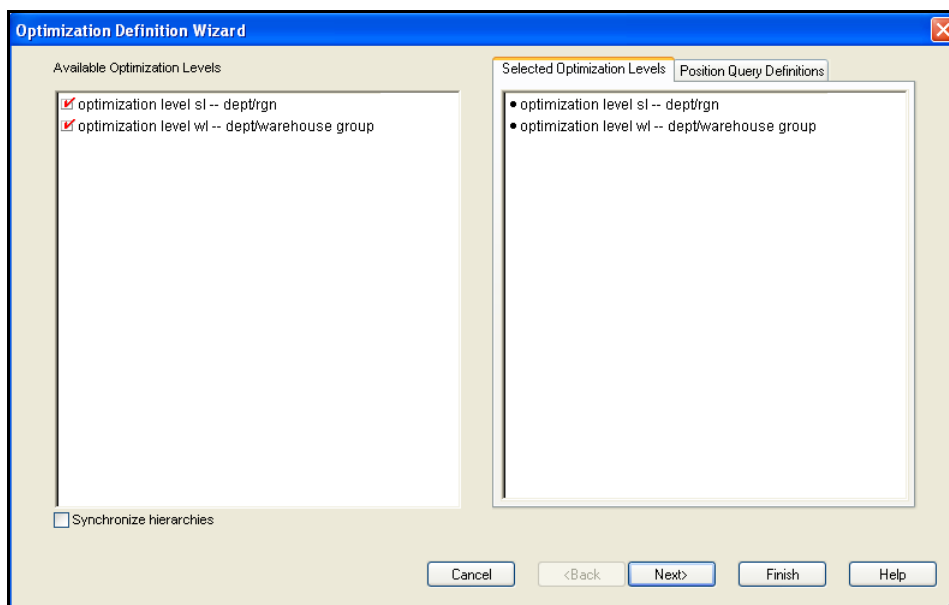 Optimization Definition Wizard
Available Optimization Levels
optimization level sl -- dept/rgn
optimization level wl -- dept/warehouse group
Synchronize hierarchies
Selected Optimization Levels
Position Query Definitions
optimization level sl -- dept/rgn
optimization level wl -- dept/warehouse group
Cancel
<Back
Next>
Finish
Help